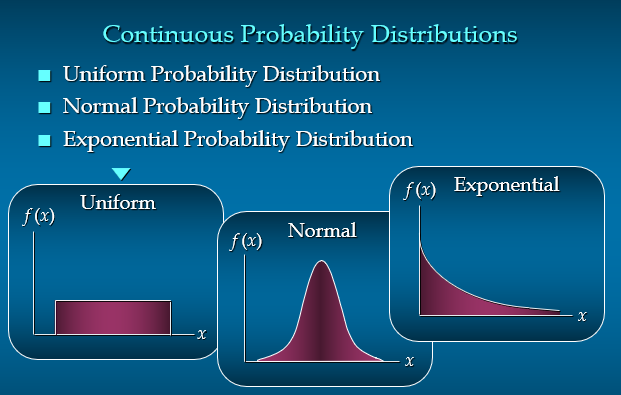 Continuous Probability Distributions
Uniform Probability Distribution
Normal Probability Distribution
Exponential Probability Distribution
Uniform
f (x)
x
Normal
f (x)
x
Exponential
f (x)
x